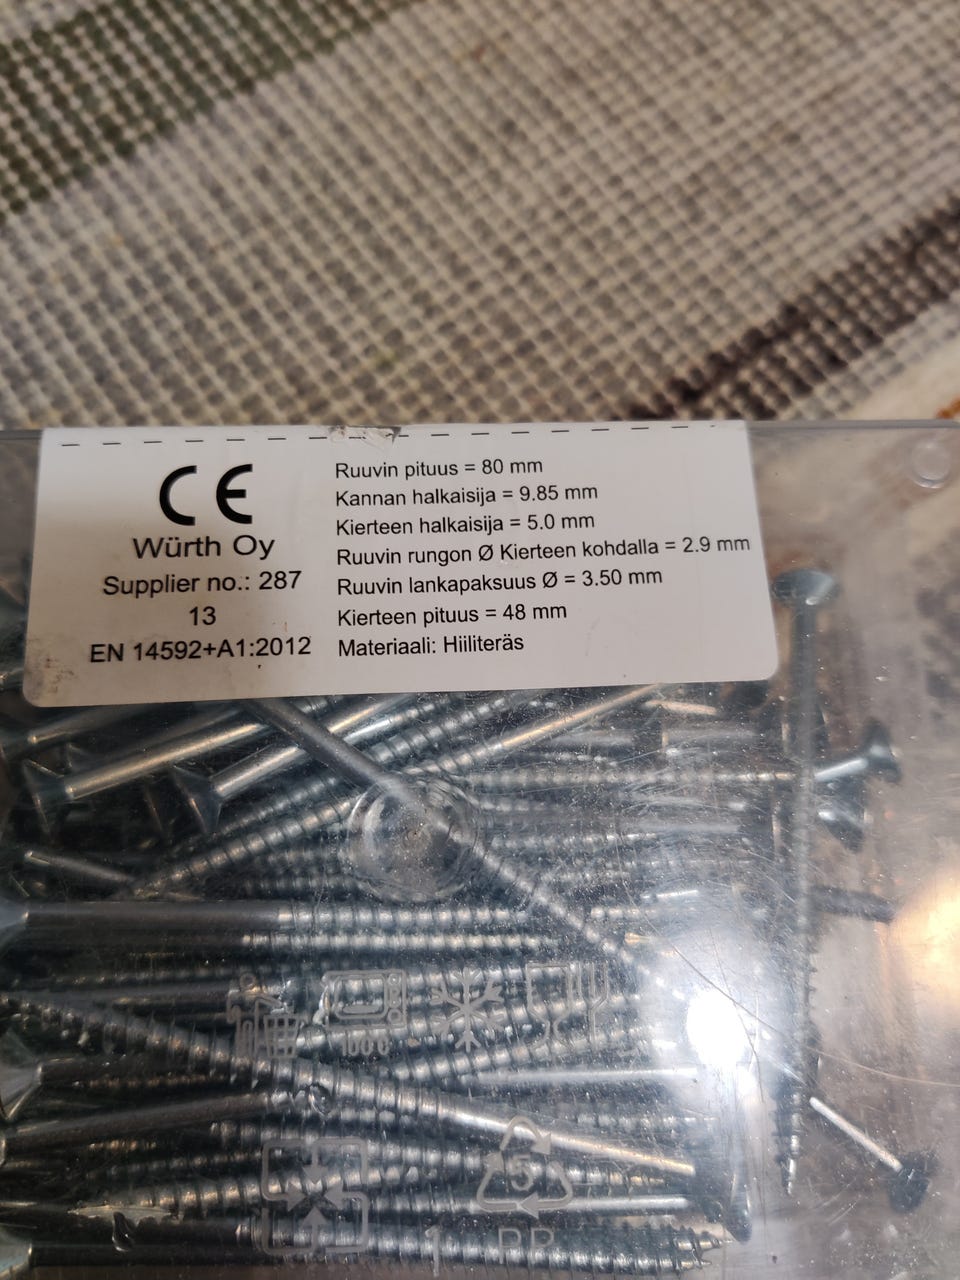 CE
Würth Oy
Supplier no.: 287
13
EN 14592+A1:2012
Ruuvin pituus = 80 mm
Kannan halkaisija = 9.85 mm
Kierteen halkaisija = 5.0 mm
Ruuvin rungon Ø Kierteen kohdalla = 2.9 mm
Ruuvin lankapaksuus Ø = 3.50 mm
Kierteen pituus = 48 mm
Materiaali: Hiiliteräs
100°C
5
1 PP